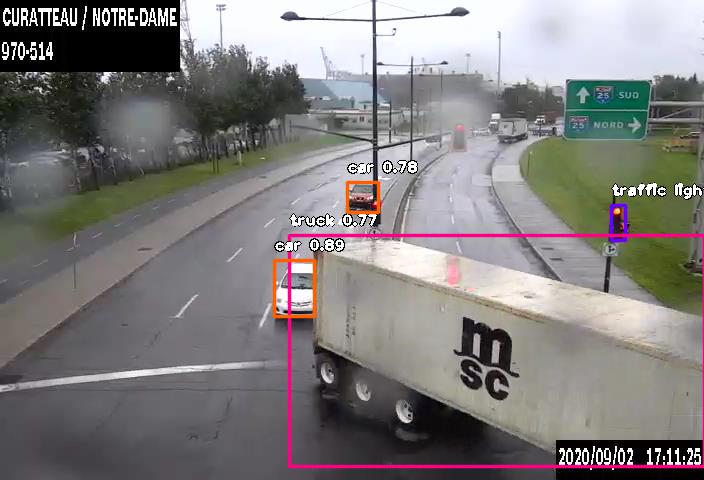 CURATTEAU / NOTRE-DAME
970-514
25 SUD
25 NORD
car 0.78
traffic ligh
truck 0.77
car 0.89
msc
2020/09/02 17:11:25